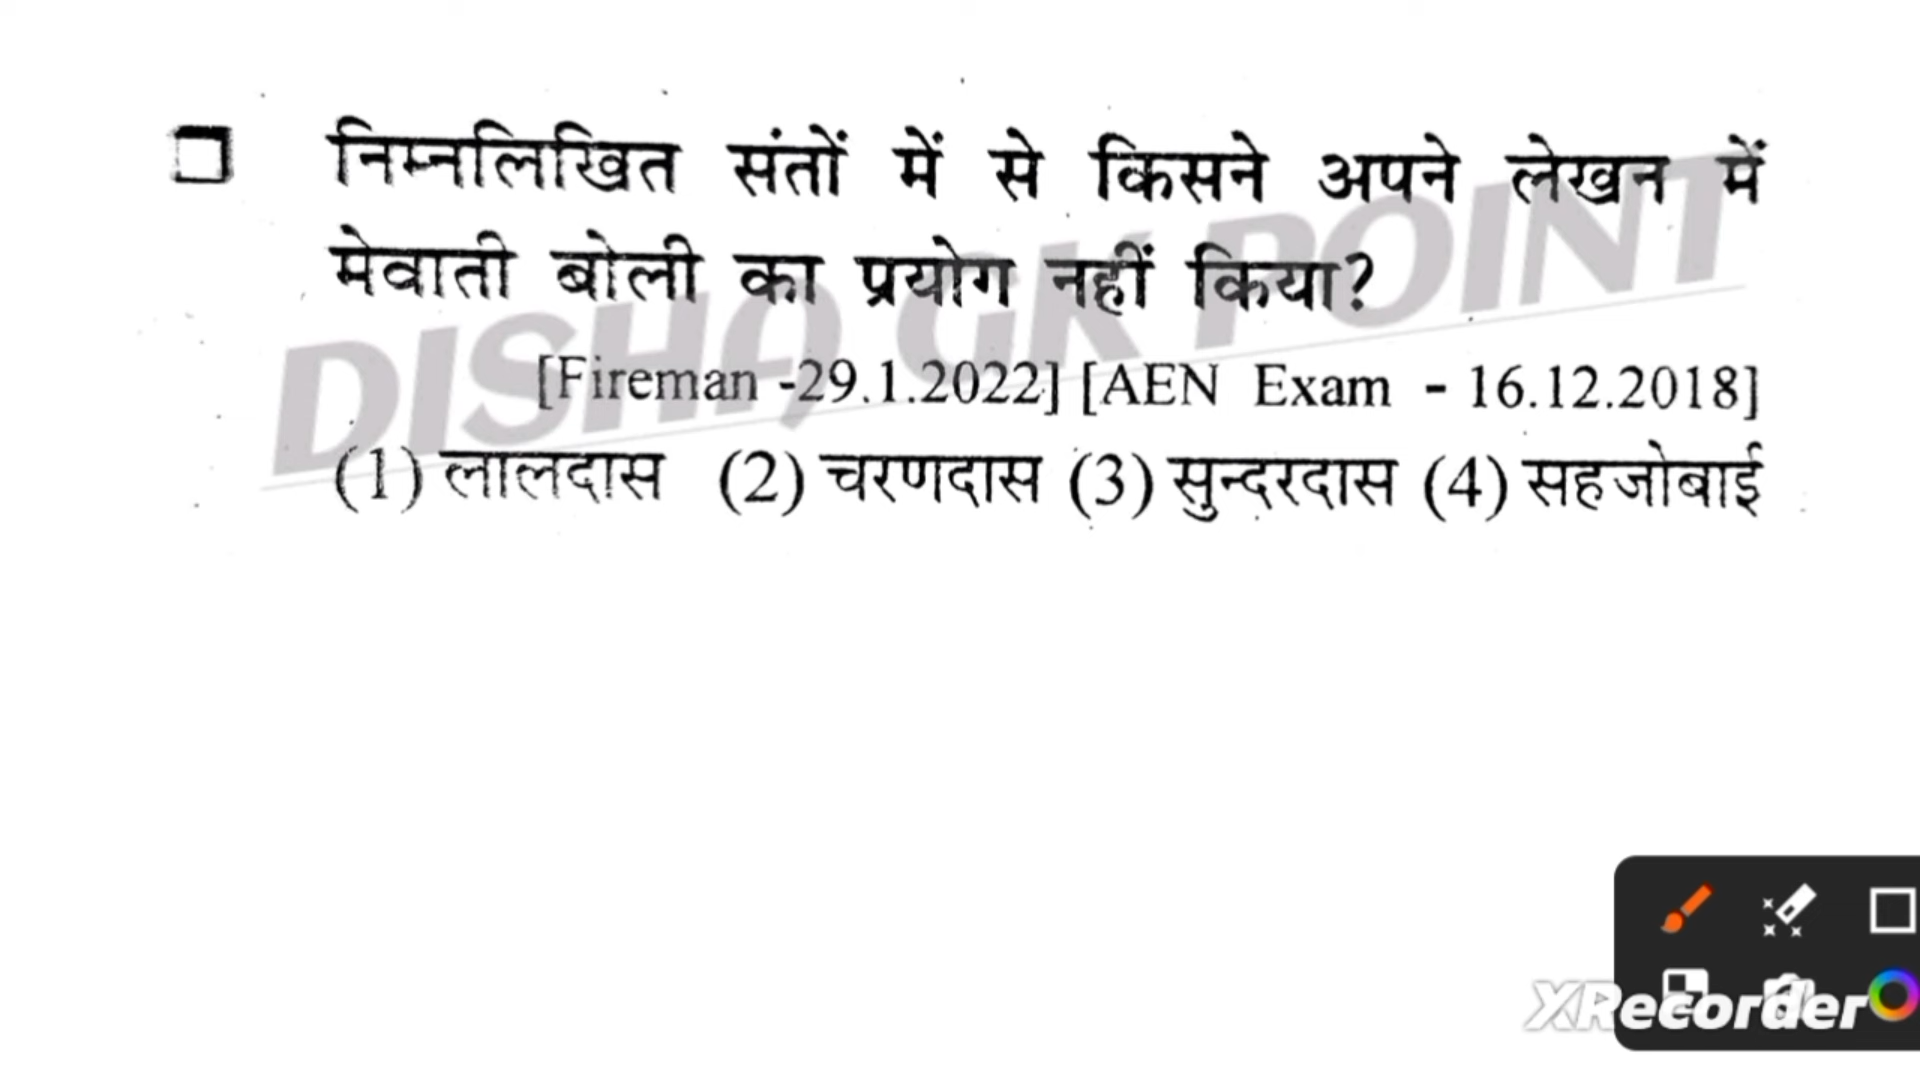 निम्नलिखित संतों में से किसने अपने लेखन में
मेवाती बोली का प्रयोग नहीं किया?
[Fireman -29.1.2022] [AEN Exam - 16.12.2018]
(1) लालदास (2) चरणदास (3) सुन्दरदास (4) सहजोबाई
DISHA GK POINT
XRecorder